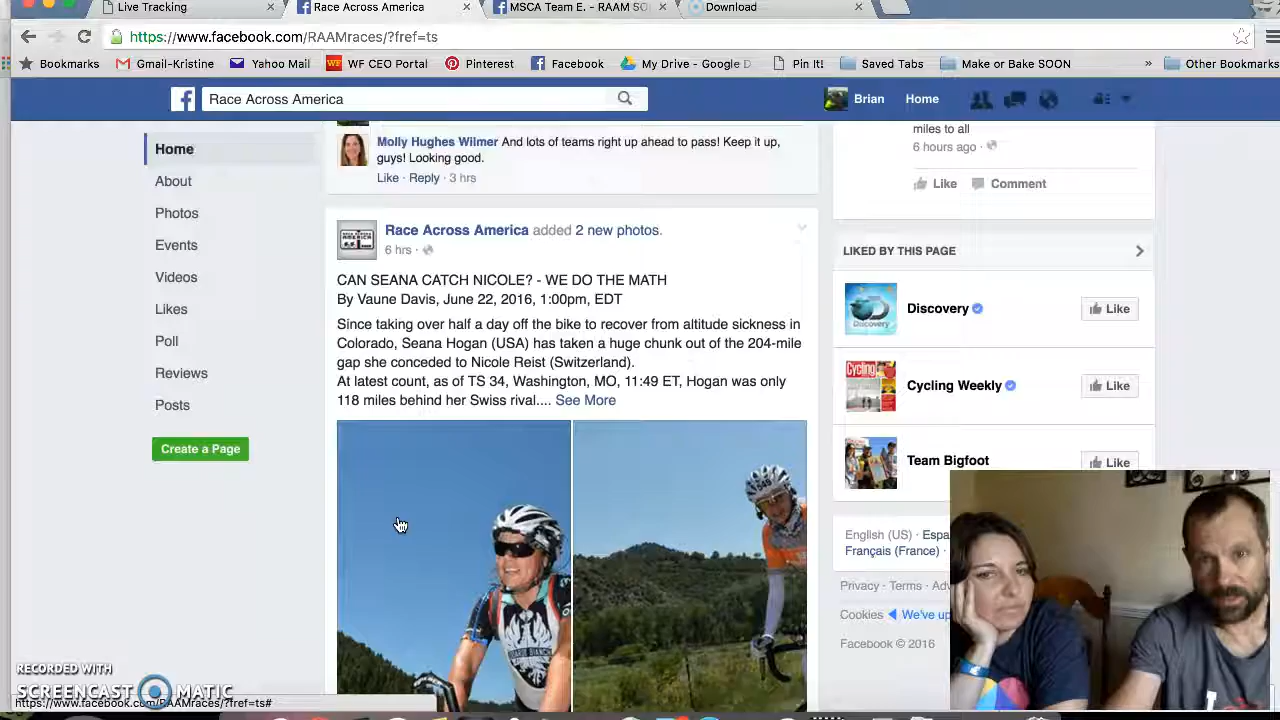 Live Tracking × Race Across America × MSCA Team E. - RAAM SO × Download ×
https://www.facebook.com/RAAMraces/?fref=ts
Bookmarks Gmail-Kristine Yahoo Mail WF CEO Portal Pinterest Facebook My Drive - Google D Pin It! Saved Tabs Make or Bake SOON » Other Bookmarks
Race Across America Brian Home
Home
About
Photos
Events
Videos
Likes
Poll
Reviews
Posts
Create a Page
Molly Hughes Wilmer And lots of teams right up ahead to pass! Keep it up,
guys! Looking good.
Like · Reply · 3 hrs
Race Across America added 2 new photos.
6 hrs ·
CAN SEANA CATCH NICOLE? - WE DO THE MATH
By Vaune Davis, June 22, 2016, 1:00pm, EDT
Since taking over half a day off the bike to recover from altitude sickness in
Colorado, Seana Hogan (USA) has taken a huge chunk out of the 204-mile
gap she conceded to Nicole Reist (Switzerland).
At latest count, as of TS 34, Washington, MO, 11:49 ET, Hogan was only
118 miles behind her Swiss rival.... See More
miles to all
6 hours ago ·
Like Comment
LIKED BY THIS PAGE
Discovery Like
Cycling Weekly Like
Team Bigfoot Like
English (US) · Espa
Français (France) ·
Privacy · Terms · Adv
Cookies We've up
Facebook © 2016
RECORDED WITH
SCREENCAST MATIC
https://www.facebook.com/RAAMraces/?fref=ts#